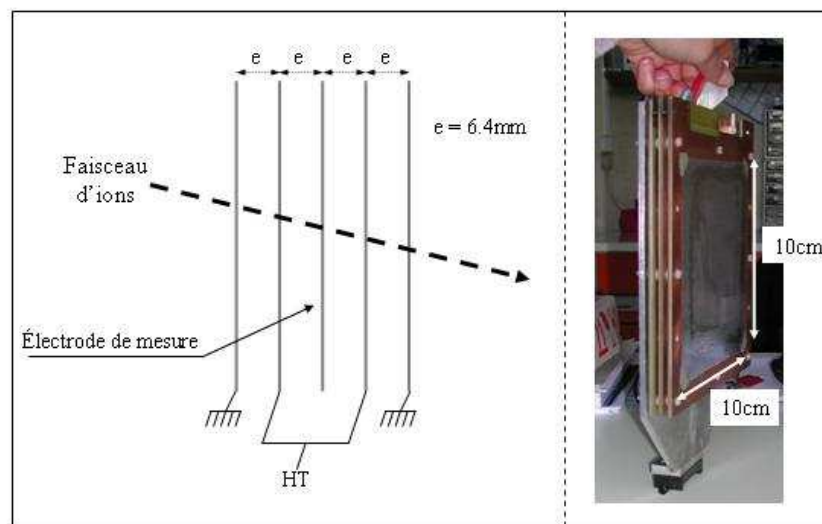 e e e e
e = 6.4mm
Faisceau
d'ions
Électrode de mesure
HT
10cm
10cm